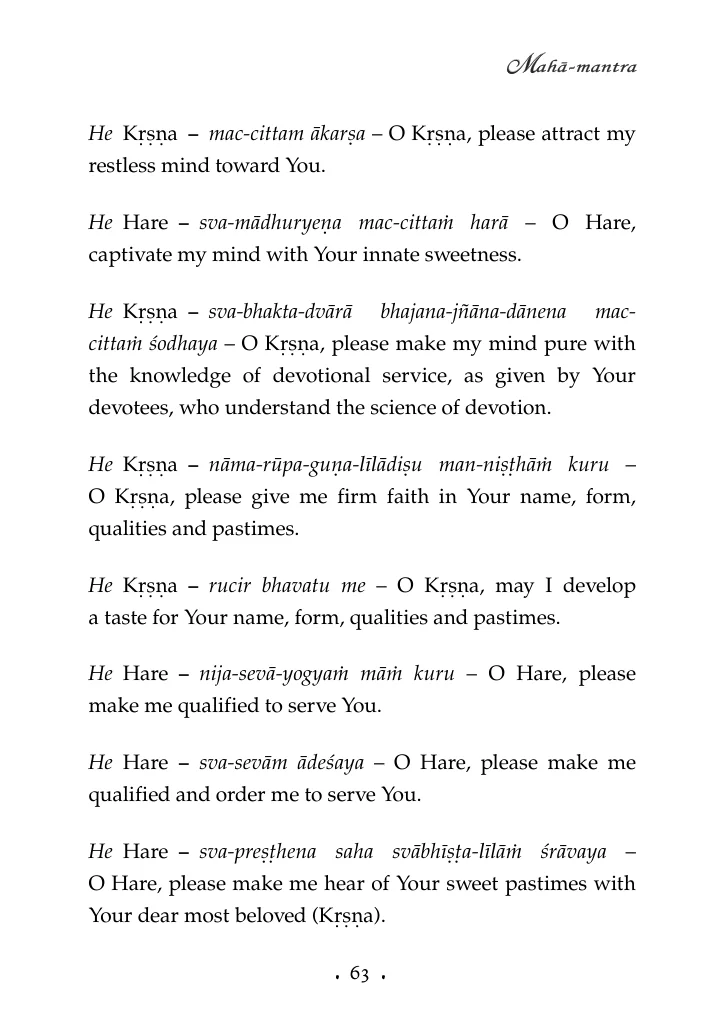 Mahā-mantra
He Kṛṣṇa – mac-cittam ākarṣa – O Kṛṣṇa, please attract my
restless mind toward You.
He Hare – sva-mādhuryeṇa mac-cittaṁ harā – O Hare,
captivate my mind with Your innate sweetness.
He Kṛṣṇa – sva-bhakta-dvārā bhajana-jñāna-dānena mac-
cittaṁ śodhaya – O Kṛṣṇa, please make my mind pure with
the knowledge of devotional service, as given by Your
devotees, who understand the science of devotion.
He Kṛṣṇa – nāma-rūpa-guṇa-līlādiṣu man-niṣṭhāṁ kuru –
O Kṛṣṇa, please give me firm faith in Your name, form,
qualities and pastimes.
He Kṛṣṇa – rucir bhavatu me – O Kṛṣṇa, may I develop
a taste for Your name, form, qualities and pastimes.
He Hare – nija-sevā-yogyaṁ māṁ kuru – O Hare, please
make me qualified to serve You.
He Hare – sva-sevām ādeśaya – O Hare, please make me
qualified and order me to serve You.
He Hare – sva-preṣṭhena saha svābhīṣṭa-līlāṁ śrāvaya –
O Hare, please make me hear of Your sweet pastimes with
Your dear most beloved (Kṛṣṇa).
• 63 •